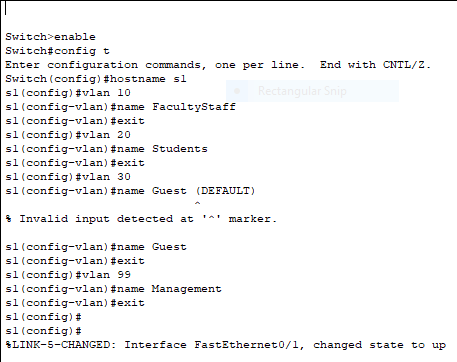 Switch>enable
Switch#config t
Enter configuration commands, one per line.  End with CNTL/Z.
Switch(config)#hostname s1
Rectangular Snip
s1(config)#vlan 10
s1(config-vlan)#name FacultyStaff
s1(config-vlan)#exit
s1(config)#vlan 20
s1(config-vlan)#name Students
s1(config-vlan)#exit
s1(config)#vlan 30
s1(config-vlan)#name Guest (DEFAULT)
^
% Invalid input detected at '^' marker.
s1(config-vlan)#name Guest
s1(config-vlan)#exit
s1(config)#vlan 99
s1(config-vlan)#name Management
s1(config-vlan)#exit
s1(config)#
s1(config)#
%LINK-5-CHANGED: Interface FastEthernet0/1, changed state to up